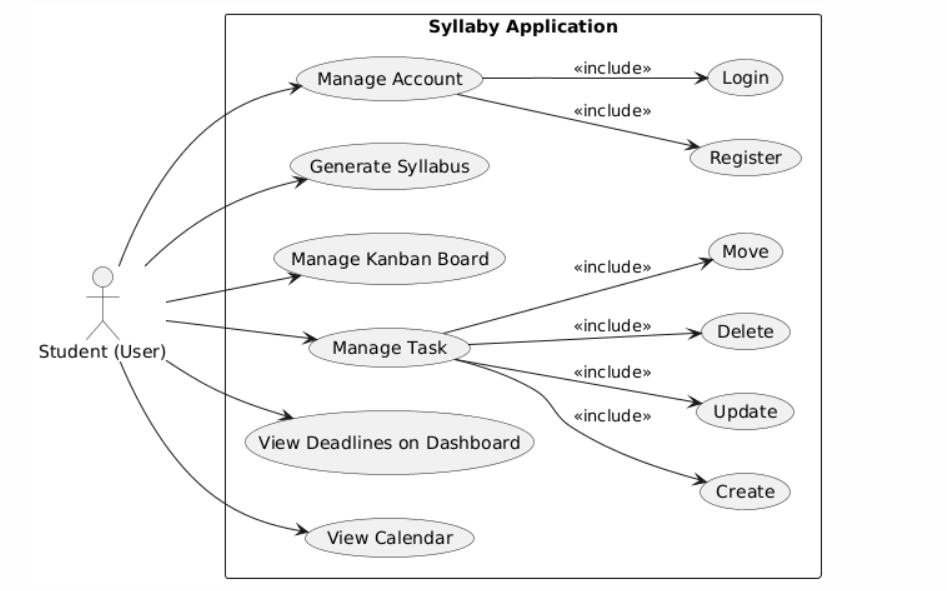 Syllaby Application
Manage Account
«include»
Login
«include»
Register
Generate Syllabus
Manage Kanban Board
«include»
Move
Student (User)
Manage Task
«include»
Delete
«include»
Update
«include»
Create
View Deadlines on Dashboard
View Calendar